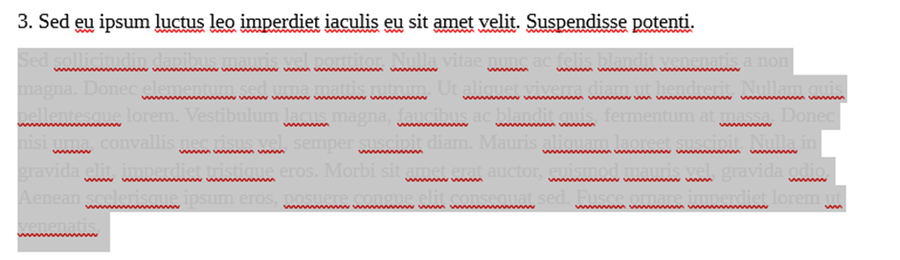 3. Sed eu ipsum luctus leo imperdiet iaculis eu sit amet velit. Suspendisse potenti.
Sed sollicitudin dapibus mauris vel porttitor. Nulla vitae nunc ac felis blandit venenatis a non
magna. Donec elementum sed urna mattis rutrum. Ut aliquet viverra diam ut hendrerit. Nullam quis
pellentesque lorem. Vestibulum lacus magna, faucibus ac blandit quis, fermentum at massa. Donec
nisi urna, convallis nec risus vel, semper suscipit diam. Mauris aliquam laoreet suscipit. Nulla in
gravida elit, imperdiet tristique eros. Morbi sit amet erat auctor, euismod mauris vel, gravida odio.
Aenean scelerisque ipsum eros, posuere congue elit consequat sed. Fusce ornare imperdiet lorem ut
venenatis.